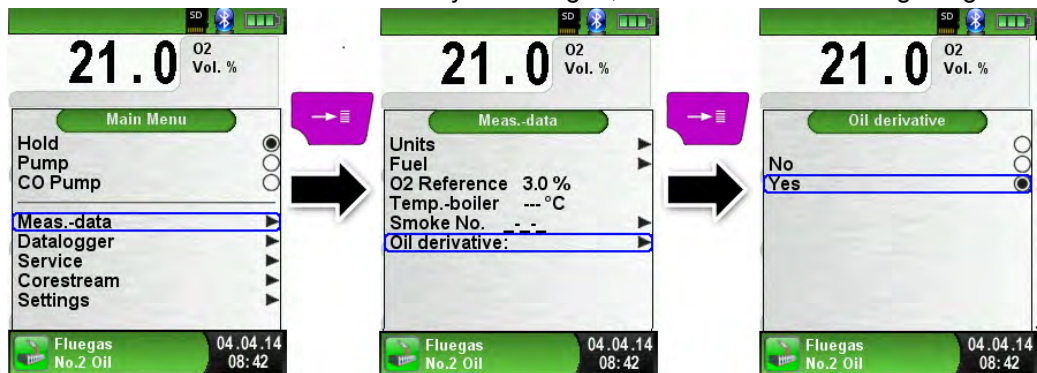 SD
21.0 O2
Vol. %
Main Menu
Hold
Pump
CO Pump
Meas.-data
Datalogger
Service
Corestream
Settings
Fluegas 04.04.14
No.2 Oil 08:42
SD
21.0 O2
Vol. %
Meas.-data
Units
Fuel
O2 Reference 3.0 %
Temp.-boiler --- °C
Smoke No. _-_-_
Oil derivative:
Fluegas 04.04.14
No.2 Oil 08:42
SD
21.0 O2
Vol. %
Oil derivative
No
Yes
Fluegas 04.04.14
No.2 Oil 08:42